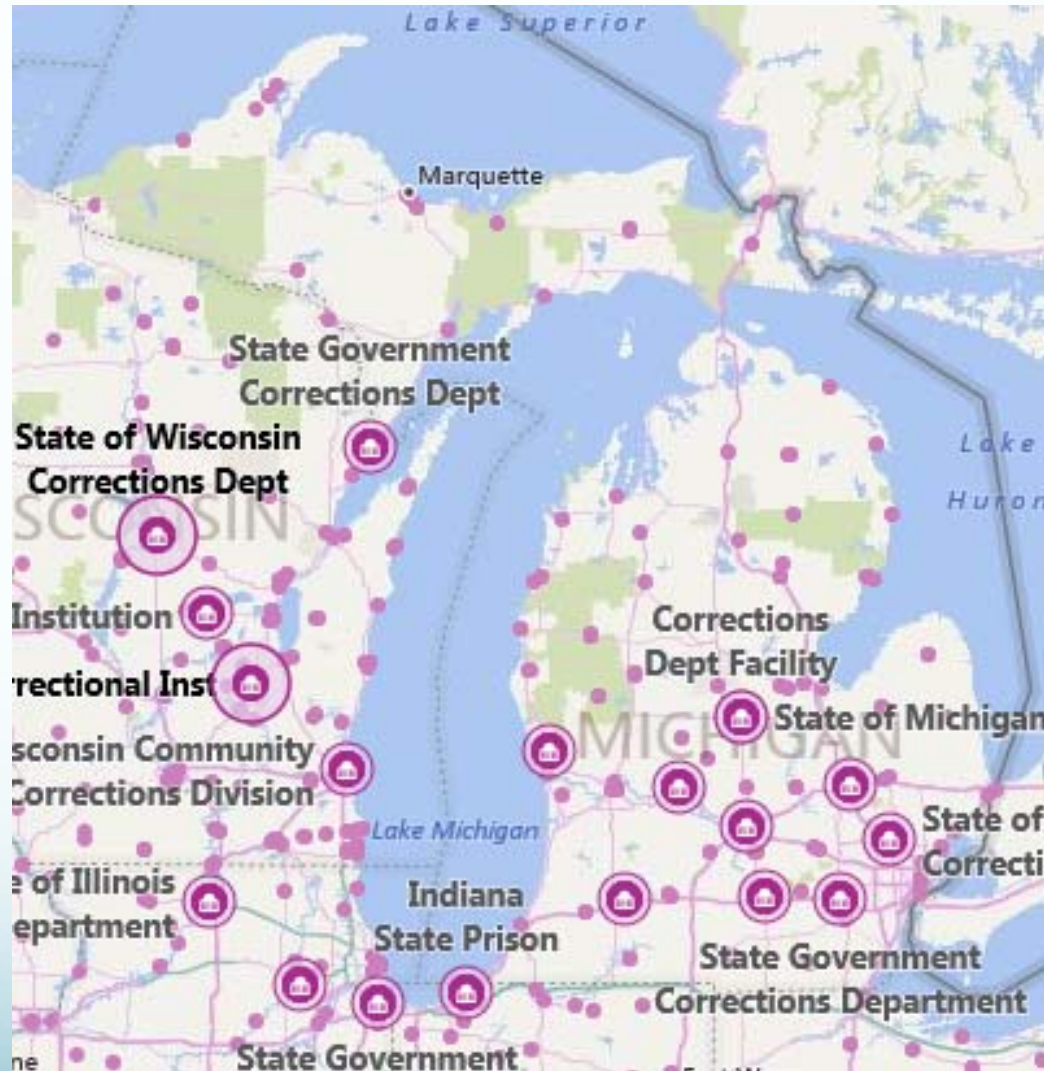 Lake Superior
Marquette
State Government
Corrections Dept
State of Wisconsin
Corrections Dept
SCONSIN
Lake
Huron
Institution
Corrections
Dept Facility
rrectional Inst
State of Michigan
MICHIGAN
sconsin Community
Corrections Division
Lake Michigan
State of
Correcti
e of Illinois
epartment
Indiana
State Prison
State Government
Corrections Department
State Government
ne